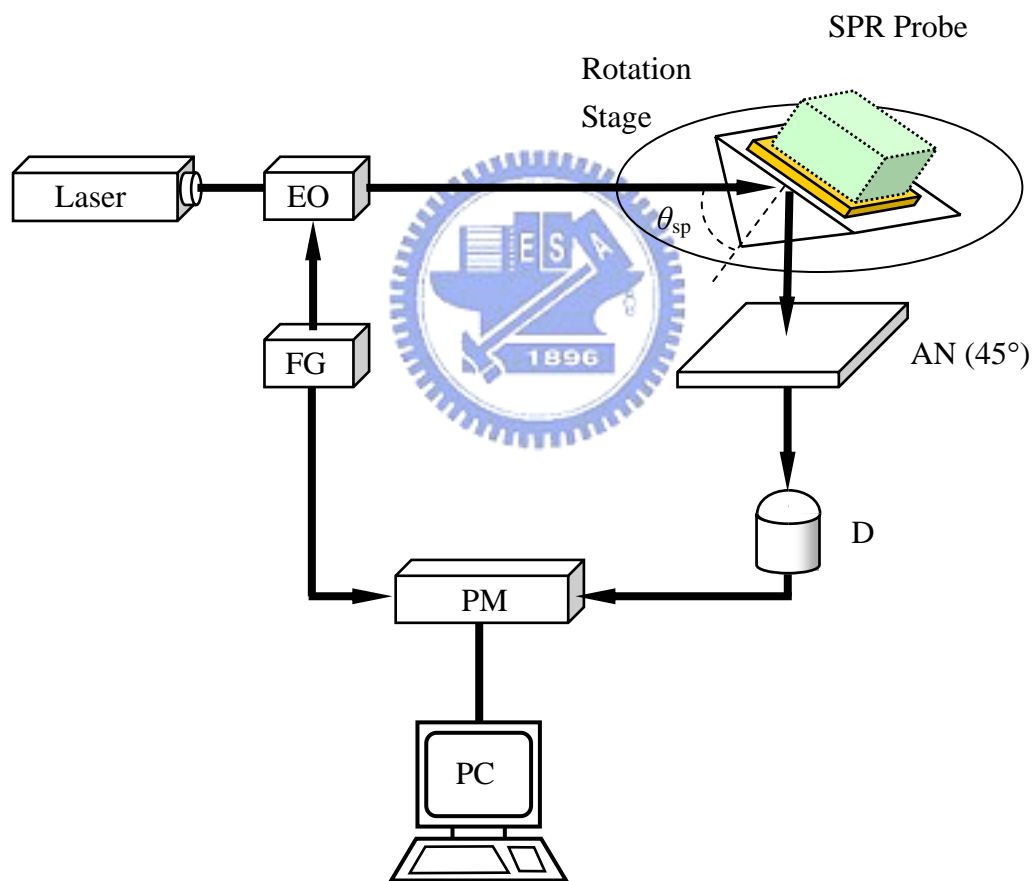 SPR Probe
Rotation
Stage
Laser
EO
θsp
E S A
1896
FG
AN (45°)
D
PM
PC